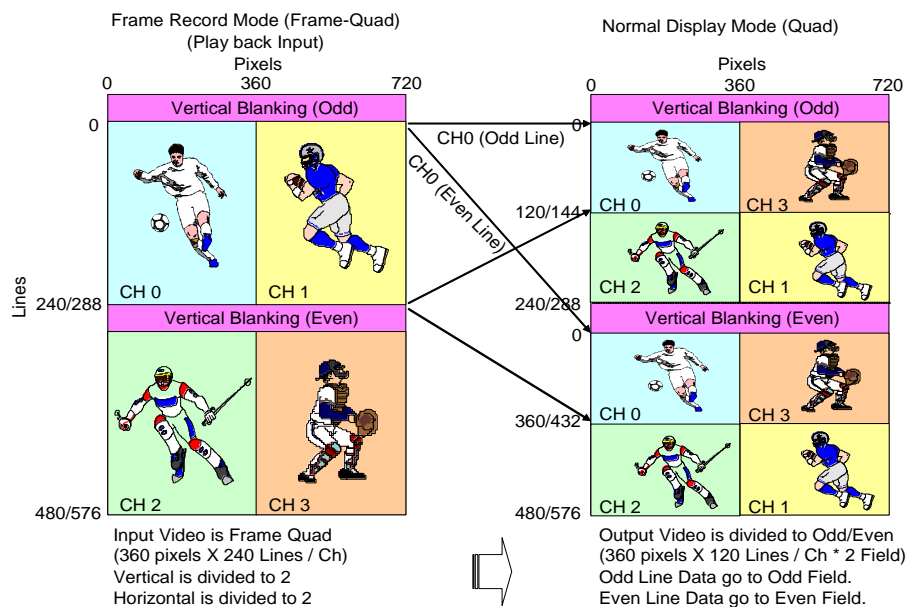 Frame Record Mode (Frame-Quad)
(Play back Input)
Pixels
0 360 720
Vertical Blanking (Odd)
0
CH 0
CH 1
Lines
240/288
Vertical Blanking (Even)
CH 2
CH 3
480/576
Input Video is Frame Quad
(360 pixels X 240 Lines / Ch)
Vertical is divided to 2
Horizontal is divided to 2
CH0 (Odd Line)
CH0 (Even Line)
Normal Display Mode (Quad)
Pixels
0 360 720
Vertical Blanking (Odd)
0
CH 0
CH 3
120/144
CH 2
CH 1
240/288
Vertical Blanking (Even)
0
CH 0
CH 3
360/432
CH 2
CH 1
480/576
Output Video is divided to Odd/Even
(360 pixels X 120 Lines / Ch * 2 Field)
Odd Line Data go to Odd Field.
Even Line Data go to Even Field.